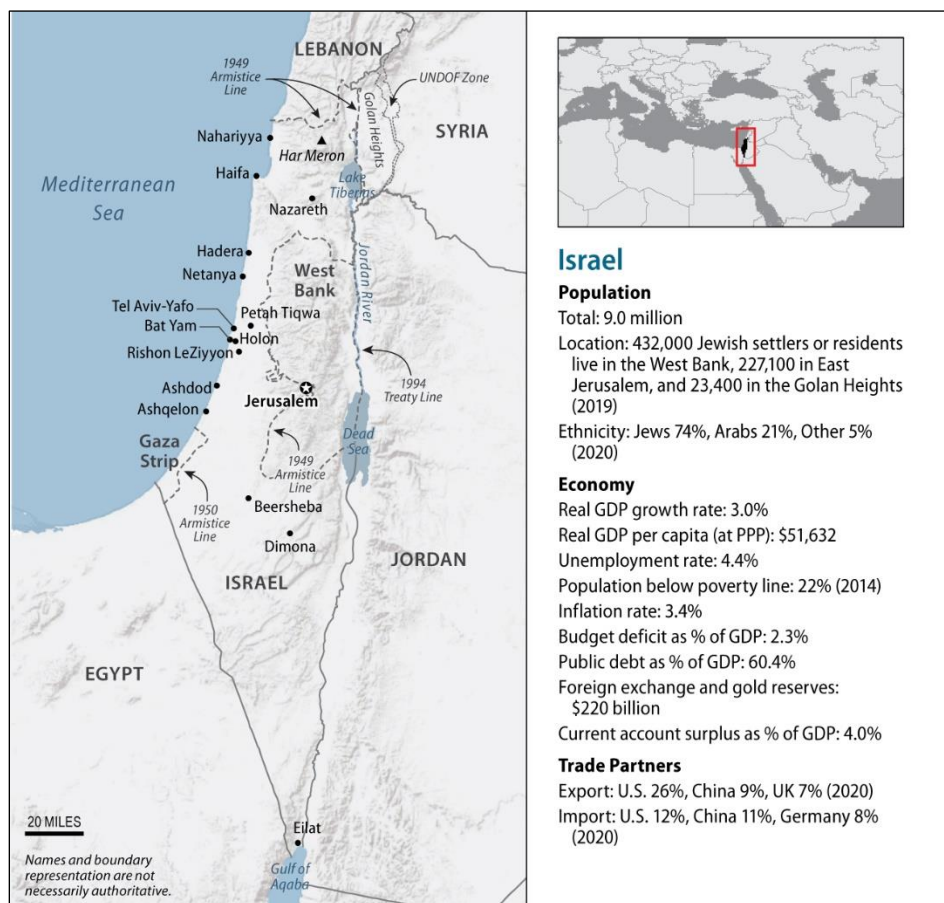 LEBANON
1949
Armistice
Line
UNDOF Zone
Golan Heights
SYRIA
Nahariyya
Har Meron
Haifa
Lake
Tiberias
Mediterranean
Sea
Nazareth
Hadera
Netanya
West
Bank
Jordan River
Tel Aviv-Yafo
Petah Tiqwa
Bat Yam
Holon
Rishon LeZiyyon
1994
Treaty Line
Ashdod
Jerusalem
Ashqelon
Dead
Sea
Gaza
Strip
1949
Armistice
Line
1950
Armistice
Line
Beersheba
Dimona
JORDAN
ISRAEL
EGYPT
20 MILES
Eilat
Names and boundary
representation are not
necessarily authoritative.
Gulf of
Aqaba
Israel
Population
Total: 9.0 million
Location: 432,000 Jewish settlers or residents
live in the West Bank, 227,100 in East
Jerusalem, and 23,400 in the Golan Heights
(2019)
Ethnicity: Jews 74%, Arabs 21%, Other 5%
(2020)
Economy
Real GDP growth rate: 3.0%
Real GDP per capita (at PPP): $51,632
Unemployment rate: 4.4%
Population below poverty line: 22% (2014)
Inflation rate: 3.4%
Budget deficit as % of GDP: 2.3%
Public debt as % of GDP: 60.4%
Foreign exchange and gold reserves:
$220 billion
Current account surplus as % of GDP: 4.0%
Trade Partners
Export: U.S. 26%, China 9%, UK 7% (2020)
Import: U.S. 12%, China 11%, Germany 8%
(2020)